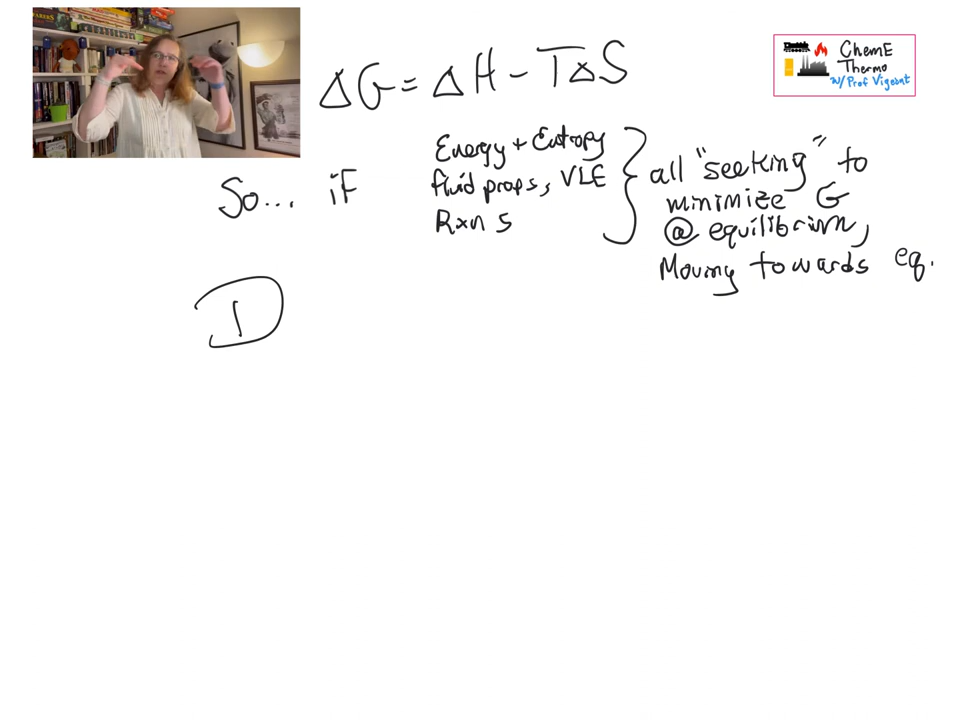 ΔG = ΔH - TΔS
ChemE
Thermo
w/ Prof Vigeant
So... if
Energy + Entropy
fluid props, VLE
Rxns
all "seeking" to
minimize G
@ equilibrium,
Moving towards eq.
D